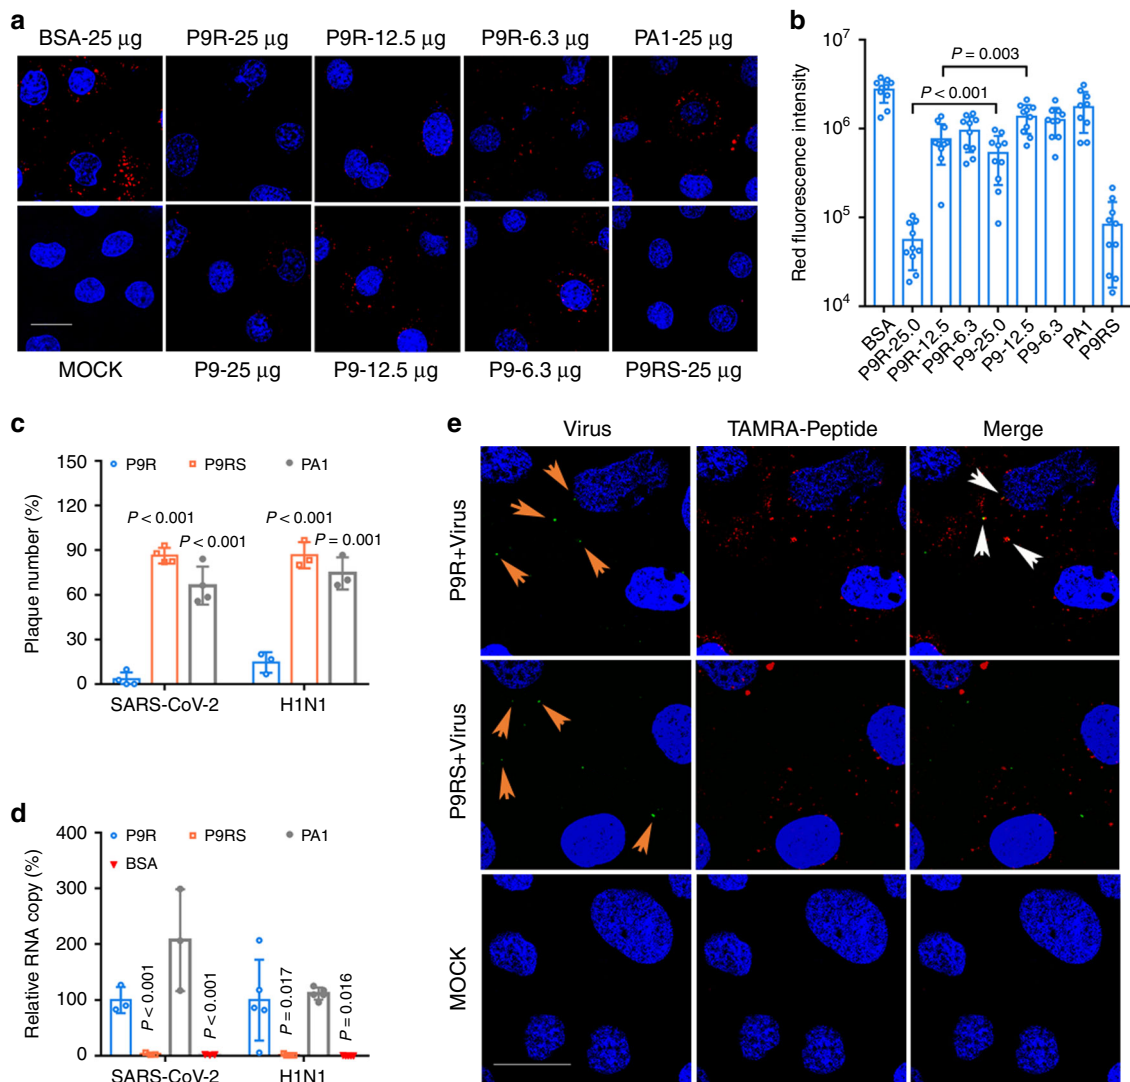 a
BSA-25 μg P9R-25 μg P9R-12.5 μg P9R-6.3 μg PA1-25 μg
MOCK P9-25 μg P9-12.5 μg P9-6.3 μg P9RS-25 μg
b
Red fluorescence intensity
10⁷
10⁶
10⁵
10⁴
P = 0.003
P < 0.001
BSA P9R-25.0 P9R-12.5 P9R-6.3 P9-25.0 P9-12.5 P9-6.3 PA1 P9RS
c
Plaque number (%)
150
120
90
60
30
0
P9R P9RS PA1
P < 0.001 P < 0.001
P < 0.001 P = 0.001
SARS-CoV-2 H1N1
d
Relative RNA copy (%)
400
300
200
100
0
P9R P9RS PA1
BSA
P < 0.001 P < 0.001 P = 0.017 P = 0.016
SARS-CoV-2 H1N1
e
Virus TAMRA-Peptide Merge
P9R+Virus
P9RS+Virus
MOCK